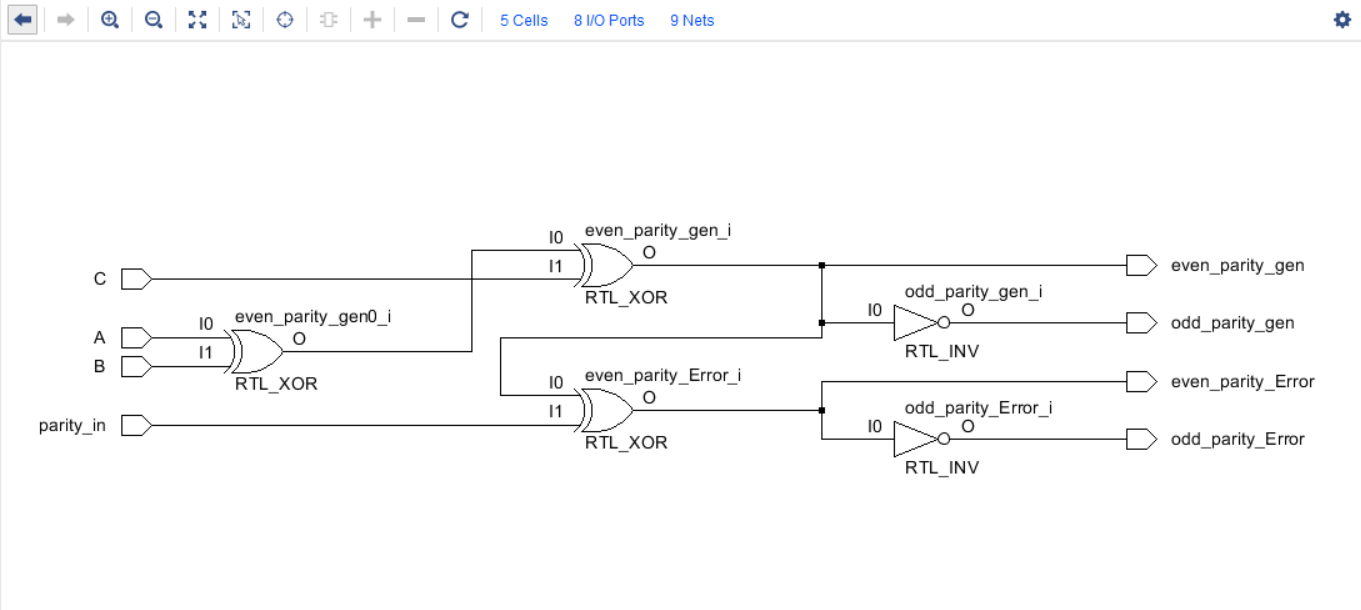 5 Cells 8 I/O Ports 9 Nets
even_parity_gen_i
I0 O
C I1 even_parity_gen
RTL_XOR
odd_parity_gen_i
even_parity_gen0_i
I0 O
I0 O
A odd_parity_gen
I1
B RTL_INV
RTL_XOR
even_parity_Error_i
I0 O
even_parity_Error
I1
odd_parity_Error_i
parity_in I0 O
odd_parity_Error
RTL_XOR
RTL_INV